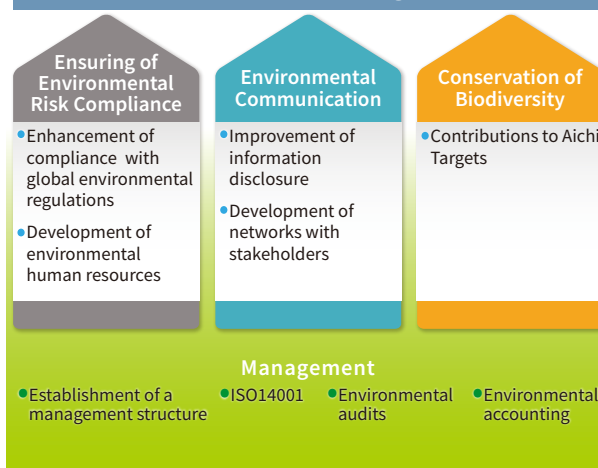 Ensuring of
Environmental
Risk Compliance
Enhancement of
compliance with
global environmental
regulations
Development of
environmental
human resources
Environmental
Communication
Improvement of
information
disclosure
Development of
networks with
stakeholders
Conservation of
Biodiversity
Contributions to Aichi
Targets
Management
Establishment of a
management structure
ISO14001
Environmental
audits
Environmental
accounting